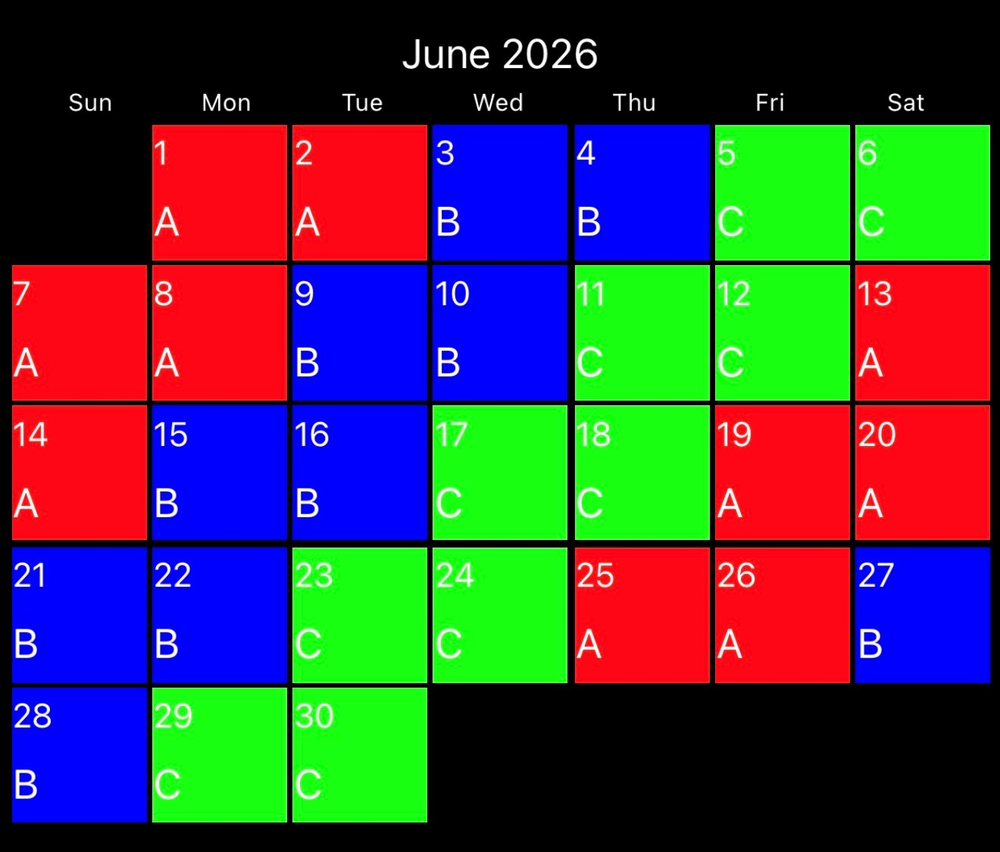 June 2026
Sun Mon Tue Wed Thu Fri Sat
1 2 3 4 5 6
A A B B C C
7 8 9 10 11 12 13
A A B B C C A
14 15 16 17 18 19 20
A B B C C A A
21 22 23 24 25 26 27
B B C C A A B
28 29 30
B C C